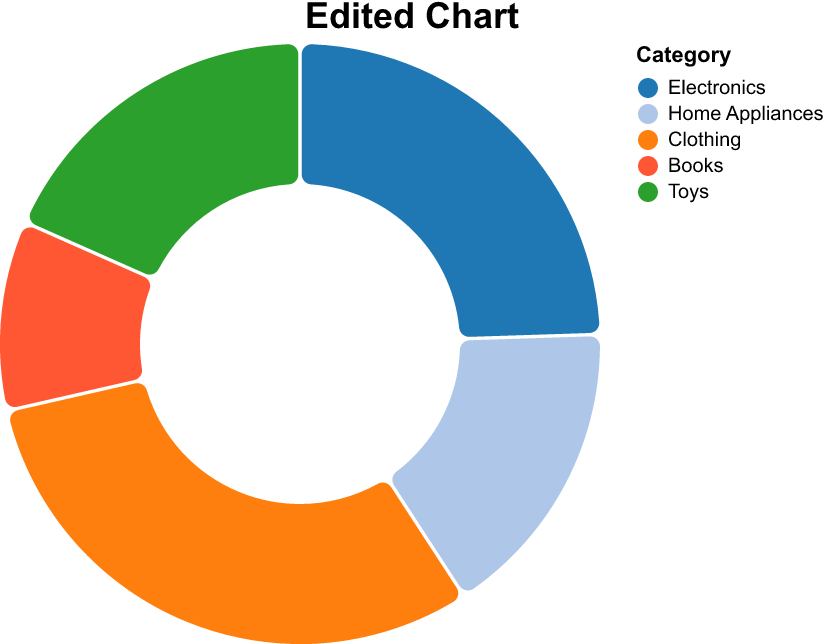 Edited Chart
Category
Electronics
Home Appliances
Clothing
Books
Toys